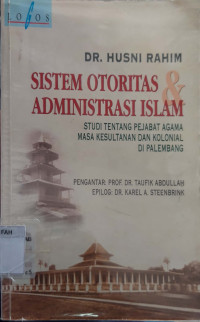 LOGOS
DR. HUSNI RAHIM
SISTEM OTORITAS &
ADMINISTRASI ISLAM
STUDI TENTANG PEJABAT AGAMA
MASA KESULTANAN DAN KOLONIAL
DI PALEMBANG
PENGANTAR: PROF. DR. TAUFIK ABDULLAH
EPILOG: DR. KAREL A. STEENBRINK